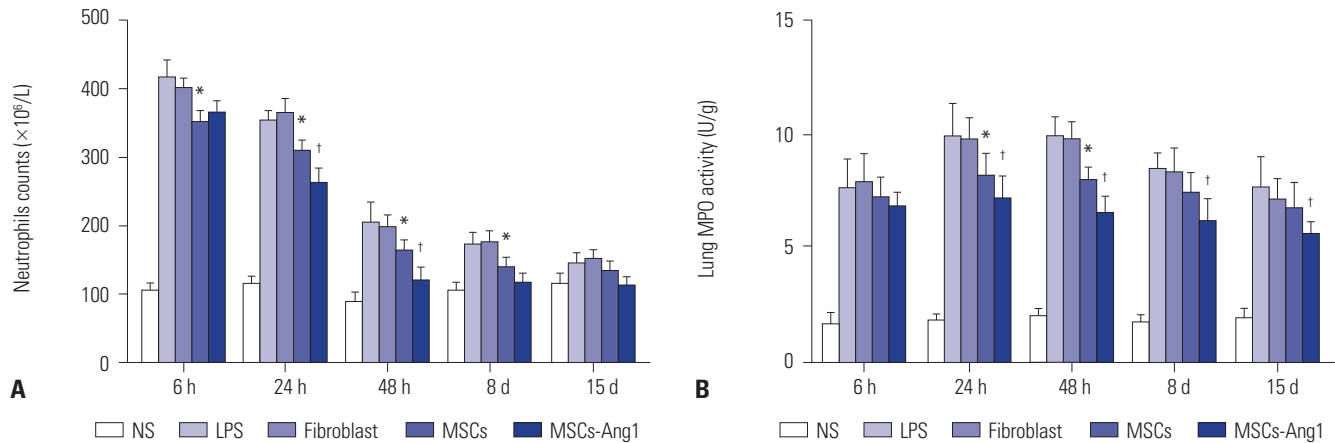 500
400
300
200
100
0
Neutrophils counts (×10⁶/L)
*
*
†
*
†
*
6 h 24 h 48 h 8 d 15 d
A
NS LPS Fibroblast MSCs MSCs-Ang1
15
10
5
0
Lung MPO activity (U/g)
*
†
*
†
†
†
6 h 24 h 48 h 8 d 15 d
B
NS LPS Fibroblast MSCs MSCs-Ang1